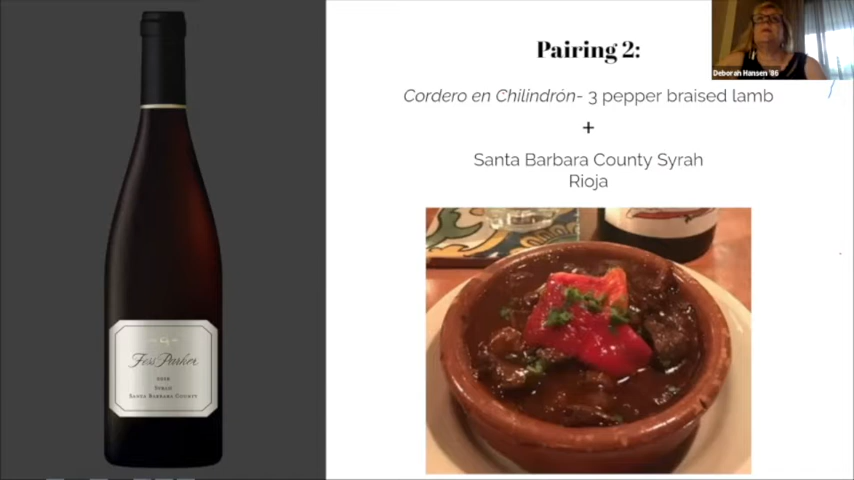 Pairing 2:
Deborah Hansen '86
Cordero en Chilindrón- 3 pepper braised lamb
+
Santa Barbara County Syrah
Rioja
Fess Parker
SYRAH
SANTA BARBARA COUNTY